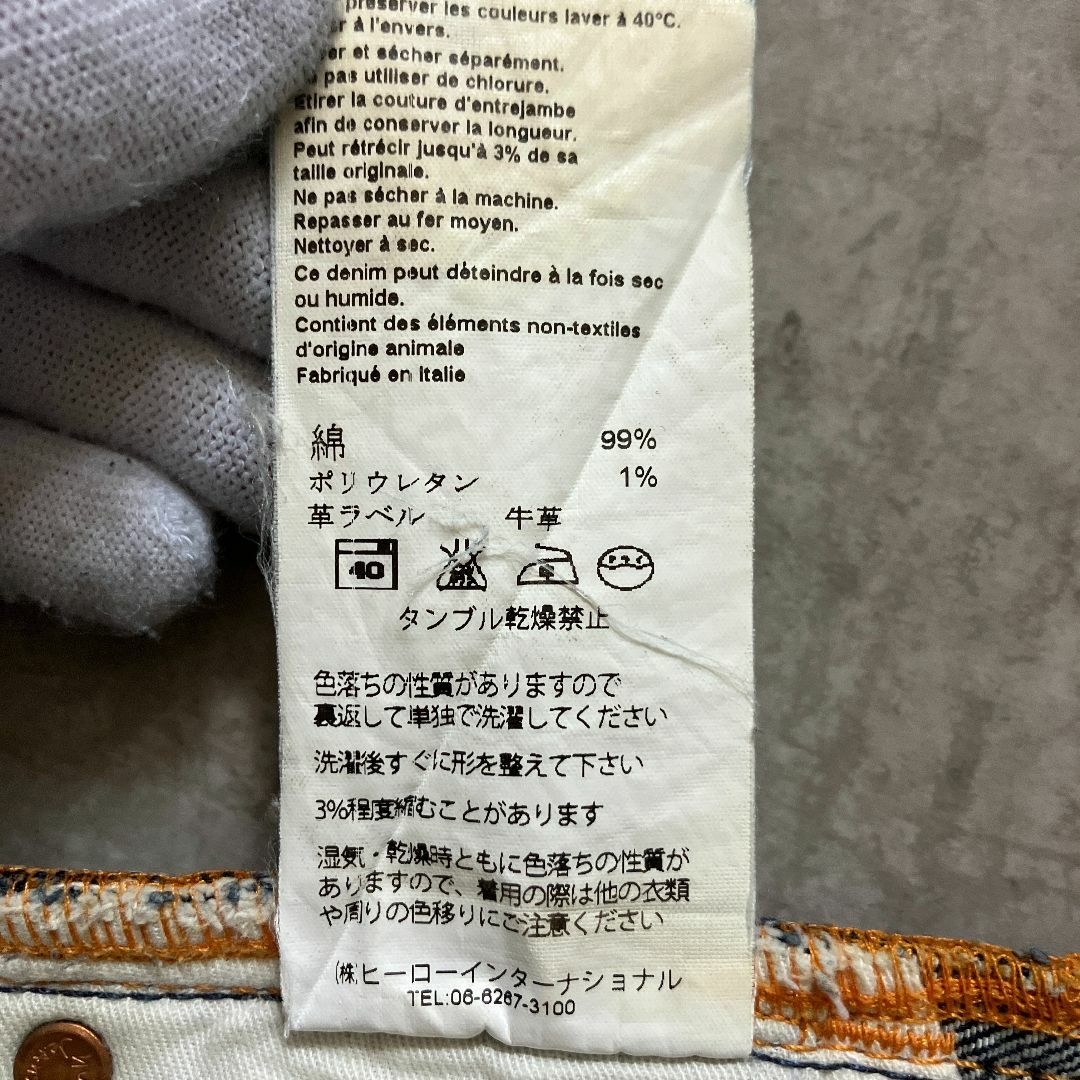 préserver les couleurs laver à 40°C.
à l'envers.
et sécher séparément.
pas utiliser de chlorure.
Etirer la couture d'entrejambe
afin de conserver la longueur.
Peut rétrécir jusqu'à 3% de sa
taille originale.
Ne pas sécher à la machine.
Repasser au fer moyen.
Nettoyer à sec.
Ce denim peut déteindre à la fois sec
ou humide.
Contient des éléments non-textiles
d'origine animale
Fabriqué en Italie
綿 99%
ポリウレタン 1%
革ラベル 牛革
40 ドライ
タンブル乾燥禁止
色落ちの性質がありますので
裏返して単独で洗濯してください
洗濯後すぐに形を整えて下さい
3%程度縮むことがあります
湿気・乾燥時ともに色落ちの性質が
ありますので、着用の際は他の衣類
や周りの色移りにご注意ください
(株)ヒーローインターナショナル
TEL:06-6267-3100